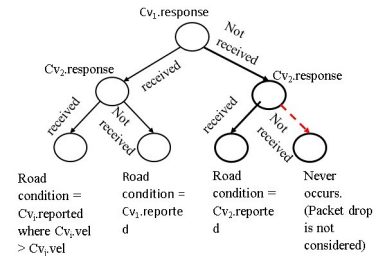 Cv₁.response
Not
received
received
Cv₂.response
Cv₂.response
received
Not
received
received
Not
received
Road
condition =
Cvᵢ.reported
where Cvᵢ.vel
> Cvⱼ.vel
Road
condition =
Cv₁.reporte
d
Road
condition =
Cv₂.reporte
d
Never
occurs.
(Packet drop
is not
considered)